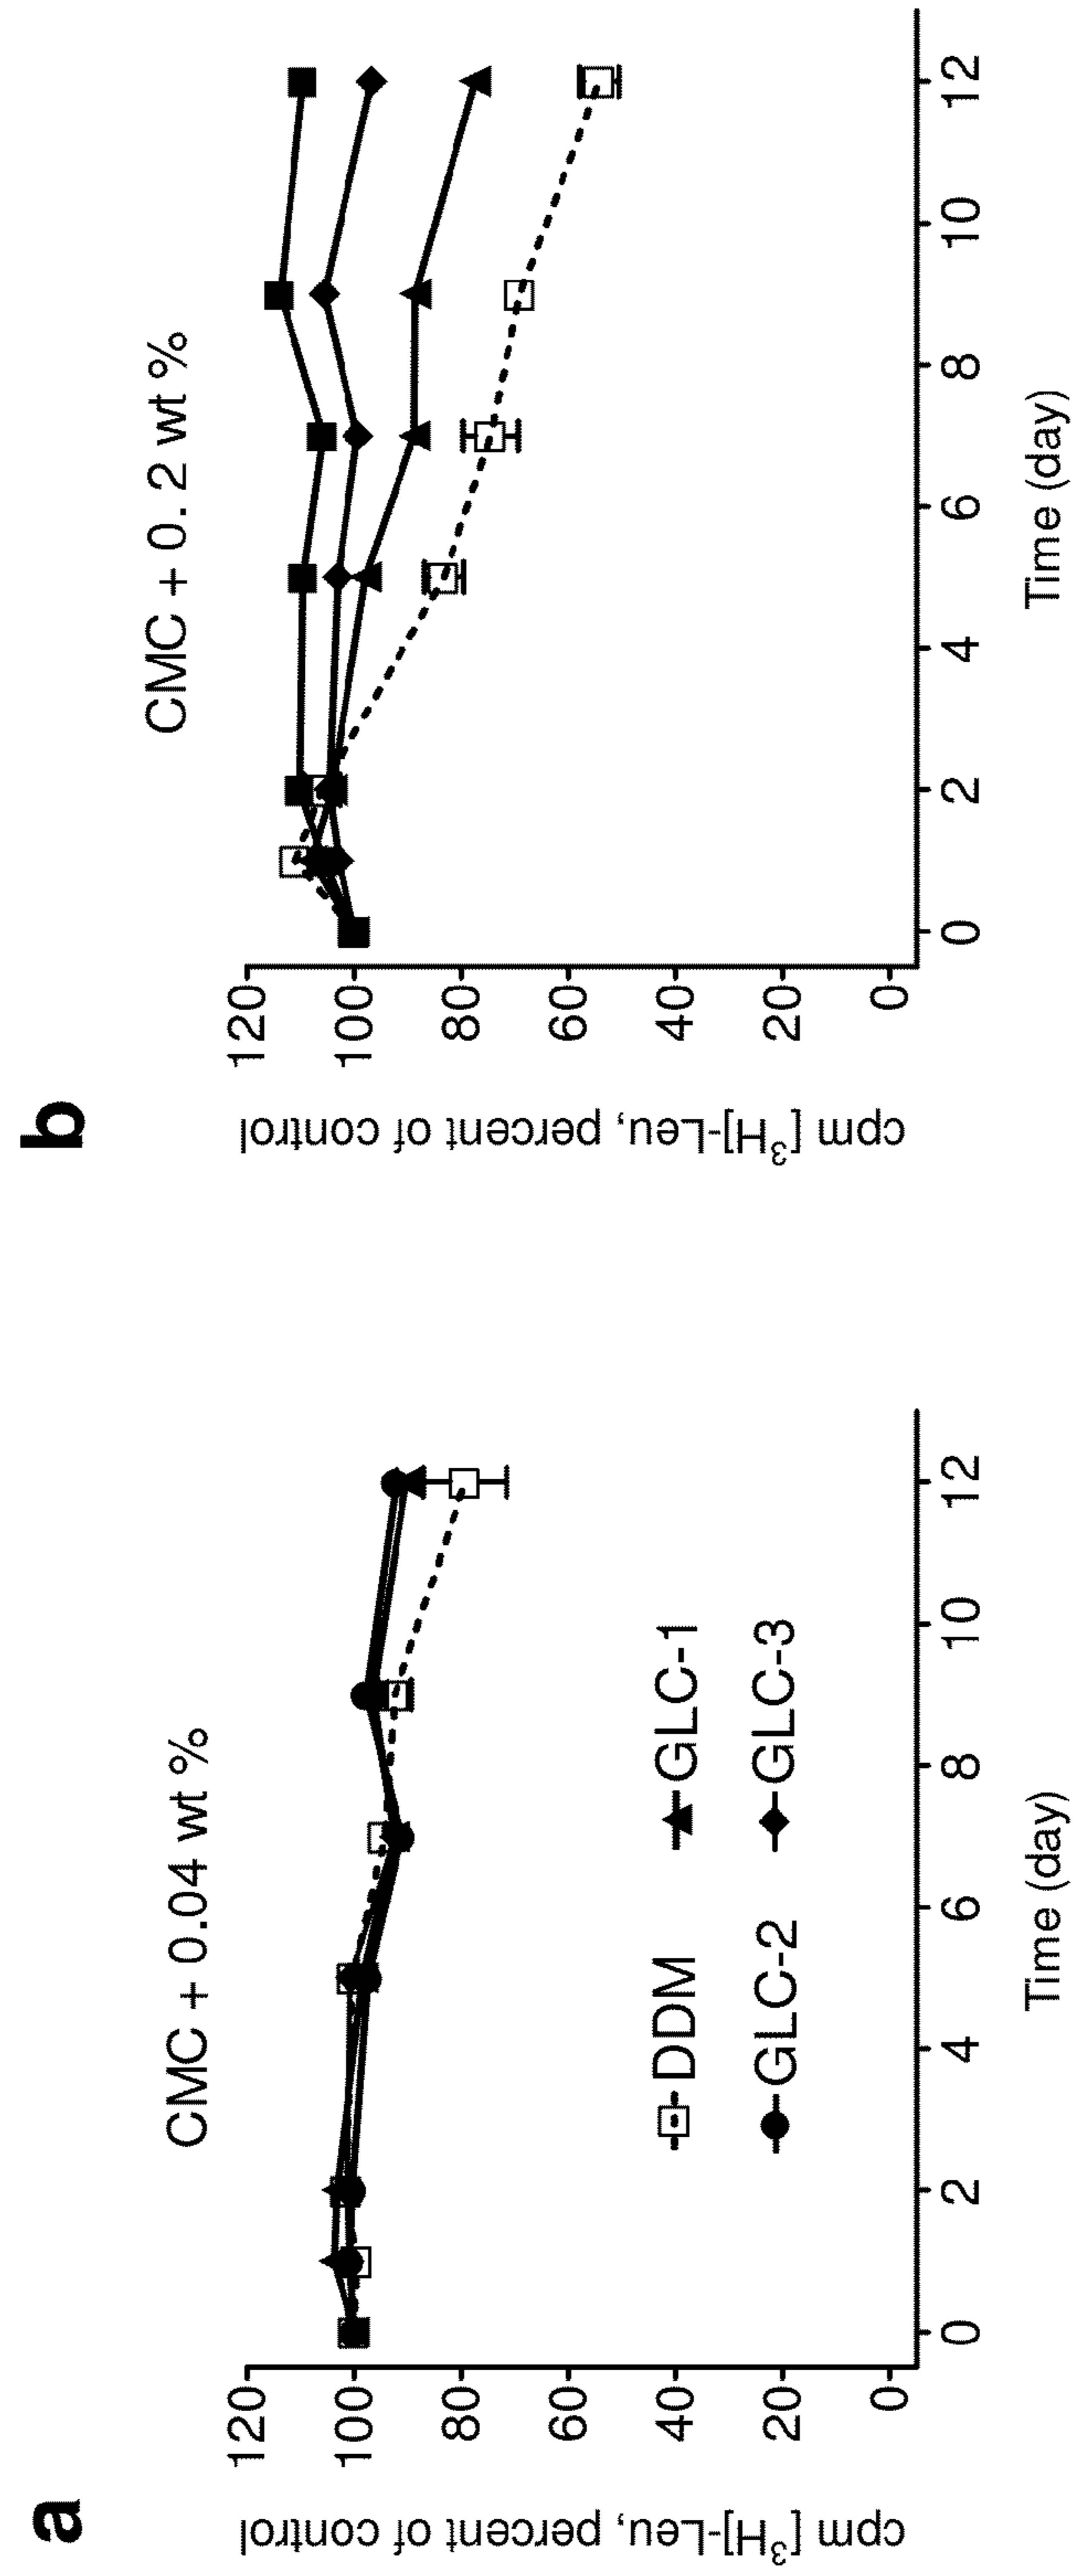 a
CMC + 0.04 wt %
cpm [³H]-Leu, percent of control
120
100
80
60
40
20
0
DDM
GLC-1
GLC-2
GLC-3
0 2 4 6 8 10 12
Time (day)
b
CMC + 0. 2 wt %
cpm [³H]-Leu, percent of control
120
100
80
60
40
20
0
0 2 4 6 8 10 12
Time (day)